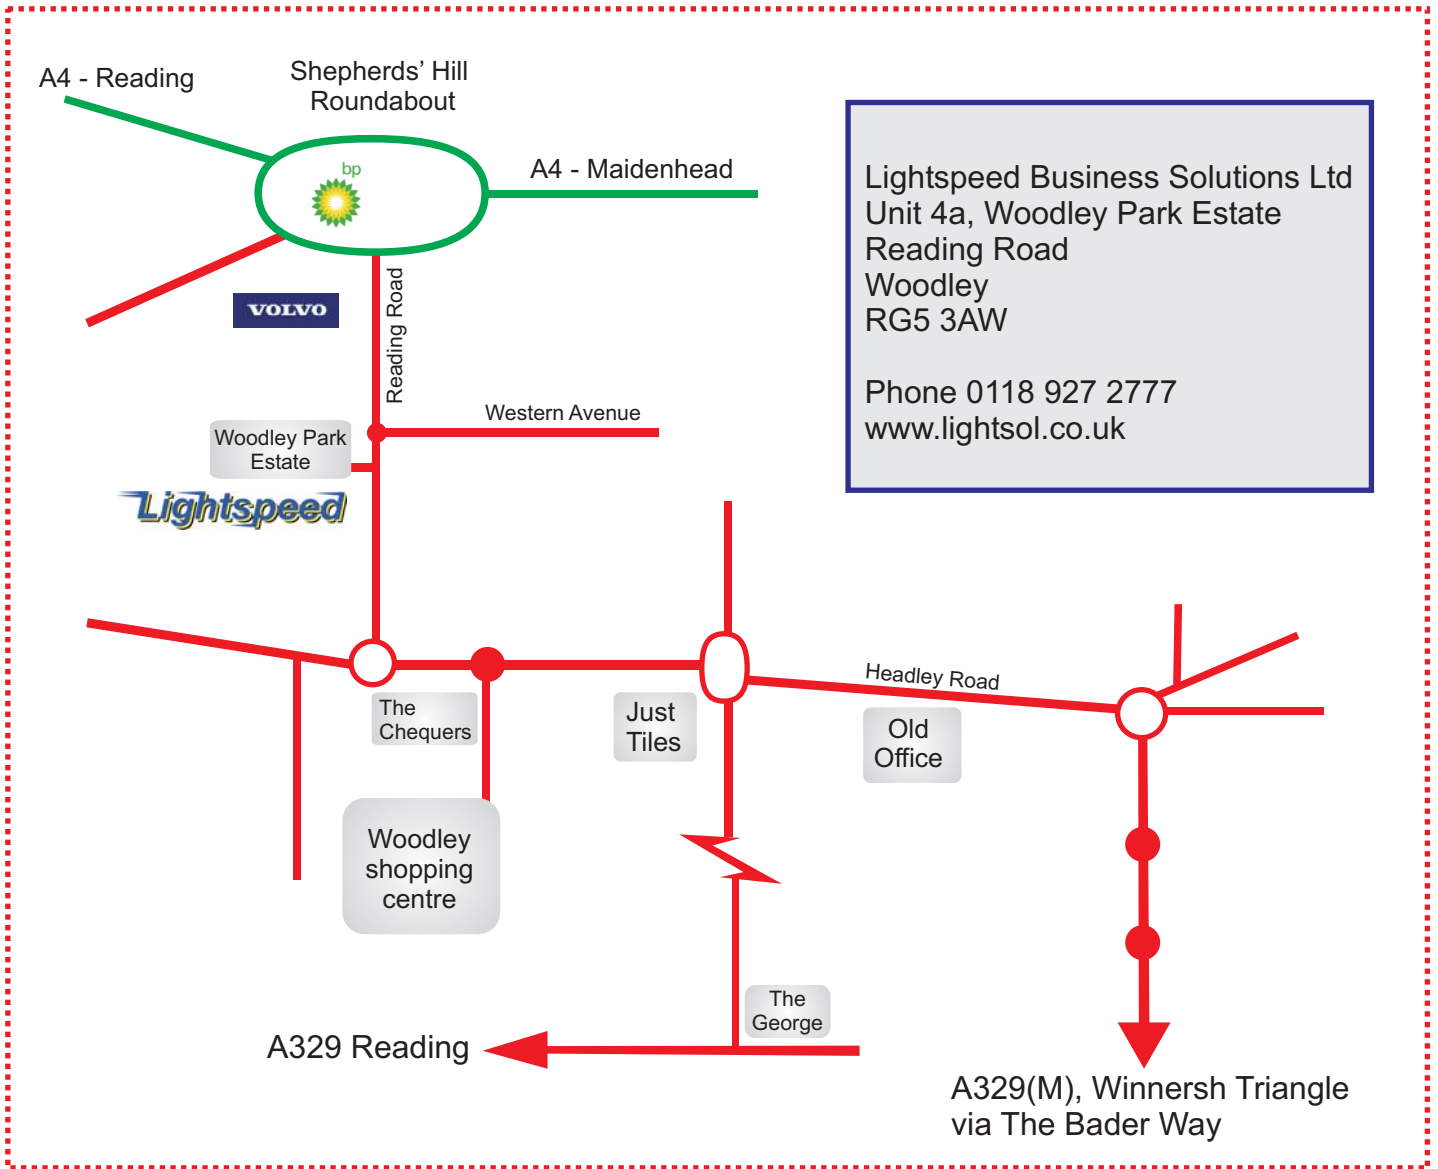 A4 - Reading
Shepherds’ Hill
Roundabout
bp
A4 - Maidenhead
Lightspeed Business Solutions Ltd
Unit 4a, Woodley Park Estate
Reading Road
Woodley
RG5 3AW
Phone 0118 927 2777
www.lightsol.co.uk
VOLVO
Reading Road
Western Avenue
Woodley Park
Estate
Lightspeed
Headley Road
The
Chequers
Just
Tiles
Old
Office
Woodley
shopping
centre
The
George
A329 Reading
A329(M), Winnersh Triangle
via The Bader Way